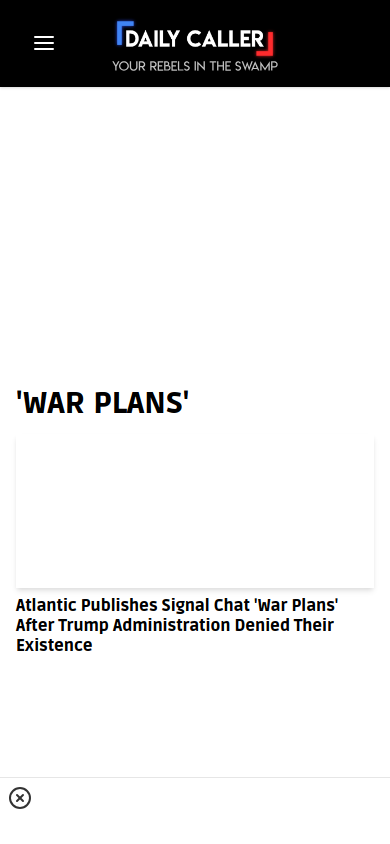 DAILY CALLER
YOUR REBELS IN THE SWAMP
'WAR PLANS'
Atlantic Publishes Signal Chat 'War Plans'
After Trump Administration Denied Their
Existence